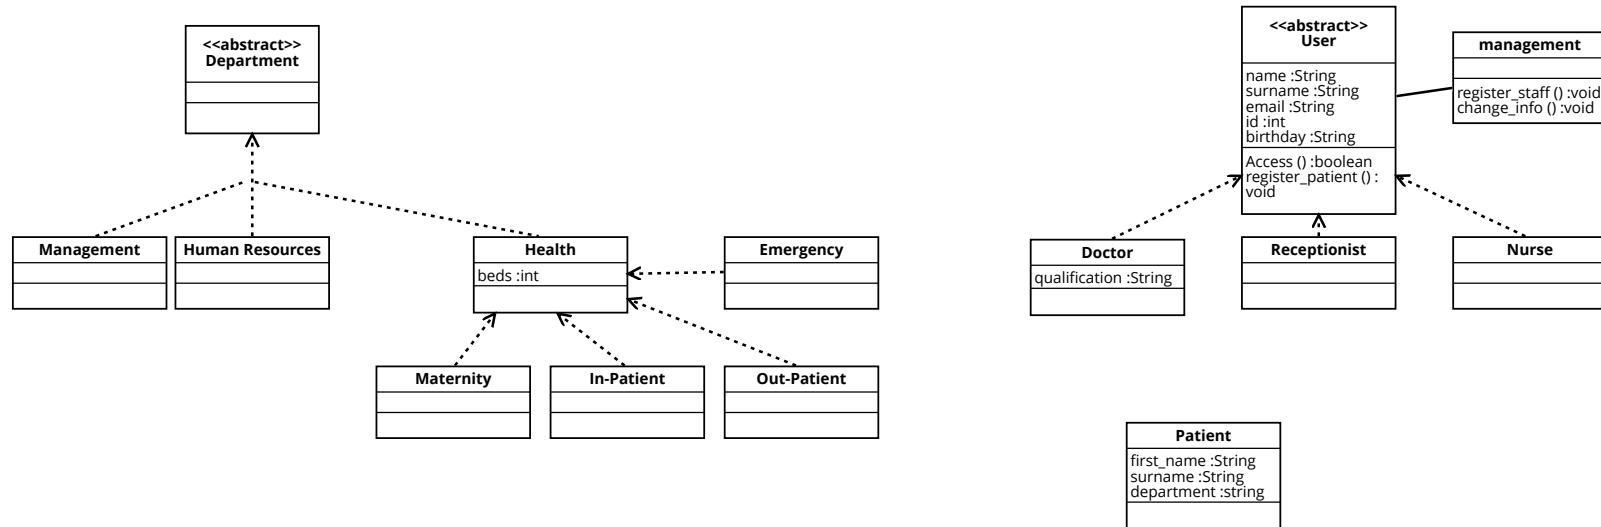 <<abstract>>
Department
Management
Human Resources
Health
beds :int
Emergency
Maternity
In-Patient
Out-Patient
<<abstract>>
User
name :String
surname :String
email :String
id :int
birthday :String
Access () :boolean
register_patient () :
void
management
register_staff () :void
change_info () :void
Doctor
qualification :String
Receptionist
Nurse
Patient
first_name :String
surname :String
department :string